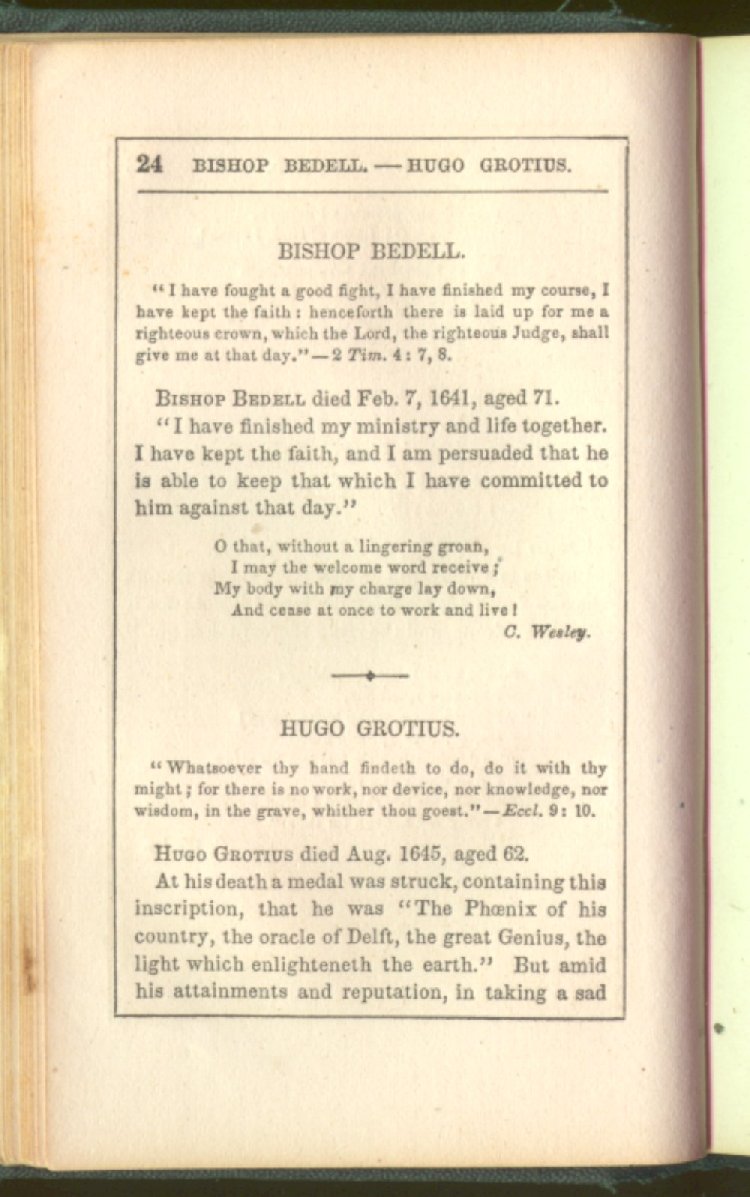 24 BISHOP BEDELL. — HUGO GROTIUS.
BISHOP BEDELL.
"I have fought a good fight, I have finished my course, I
have kept the faith: henceforth there is laid up for me a
righteous crown, which the Lord, the righteous Judge, shall
give me at that day."—2 Tim. 4: 7, 8.
BISHOP BEDELL died Feb. 7, 1641, aged 71.
"I have finished my ministry and life together.
I have kept the faith, and I am persuaded that he
is able to keep that which I have committed to
him against that day."
O that, without a lingering groan,
I may the welcome word receive;
My body with my charge lay down,
And cease at once to work and live!
C. Wesley.
HUGO GROTIUS.
"Whatsoever thy hand findeth to do, do it with thy
might; for there is no work, nor device, nor knowledge, nor
wisdom, in the grave, whither thou goest."—Eccl. 9: 10.
HUGO GROTIUS died Aug. 1645, aged 62.
At his death a medal was struck, containing this
inscription, that he was "The Phœnix of his
country, the oracle of Delft, the great Genius, the
light which enlighteneth the earth." But amid
his attainments and reputation, in taking a sad